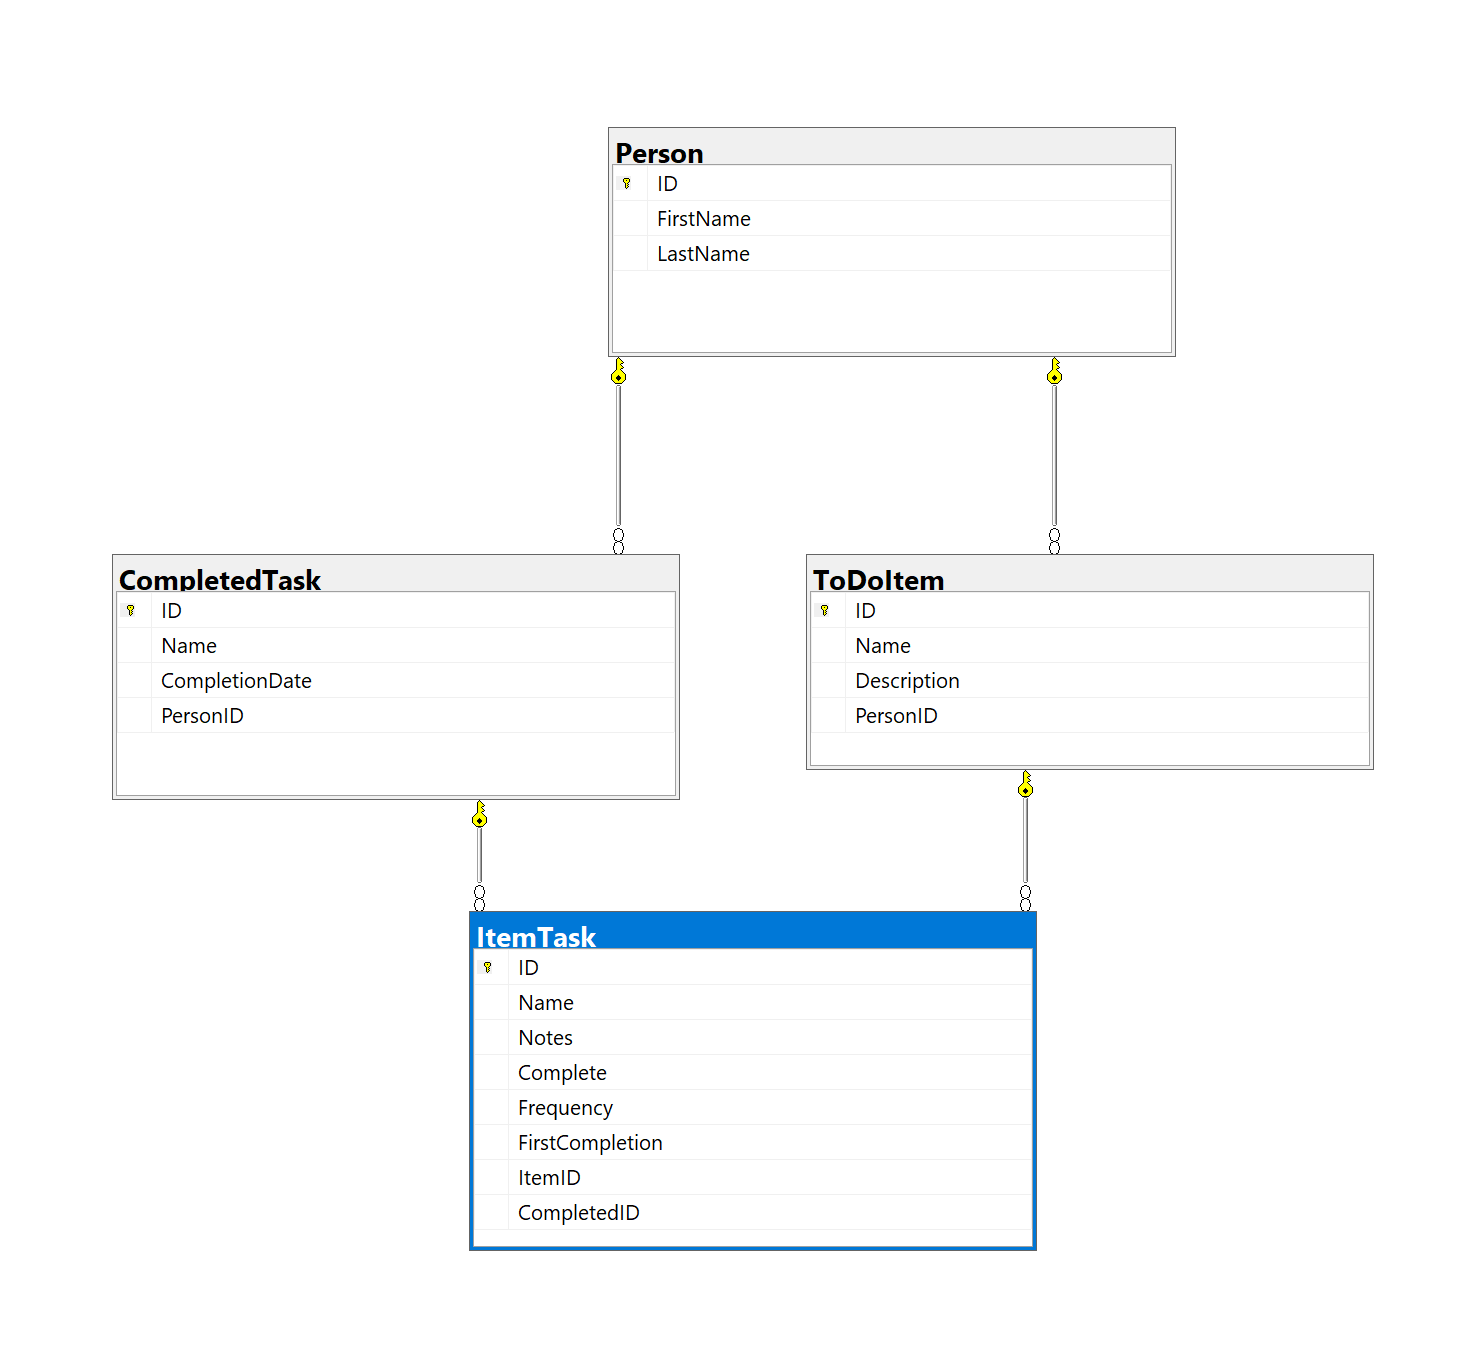 Person
ID
FirstName
LastName
CompletedTask
ID
Name
CompletionDate
PersonID
ToDoItem
ID
Name
Description
PersonID
ItemTask
ID
Name
Notes
Complete
Frequency
FirstCompletion
ItemID
CompletedID